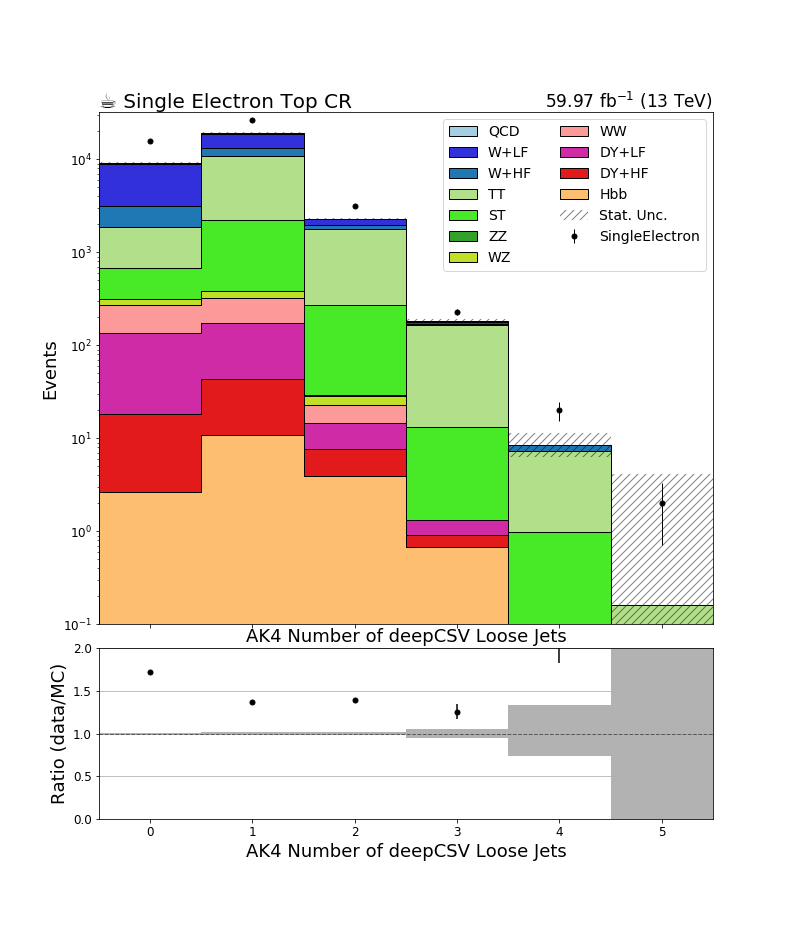 ☕ Single Electron Top CR
59.97 fb⁻¹ (13 TeV)
QCD
W+LF
W+HF
TT
ST
ZZ
WZ
WW
DY+LF
DY+HF
Hbb
Stat. Unc.
SingleElectron
Events
10⁴
10³
10²
10¹
10⁰
10⁻¹
AK4 Number of deepCSV Loose Jets
Ratio (data/MC)
2.0
1.5
1.0
0.5
0.0
0 1 2 3 4 5
AK4 Number of deepCSV Loose Jets